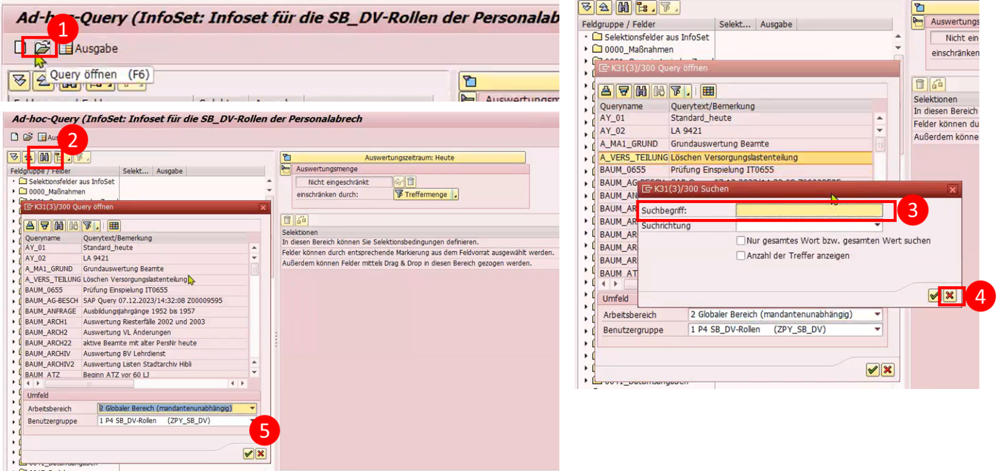 Ad-hoc-Query (InfoSet: Infoset für die SB_DV-Rollen der Personalab
1
Ausgabe
Query öffnen (F6)
Auswertungsm
Ad-hoc-Query (InfoSet: Infoset für die SB_DV-Rollen der Personalabrech
Aus
2
Feldgruppe / Felder Selekt... Ausgabe
Selektionsfelder aus InfoSet
0000_Maßnahmen
K31(3)/300 Query öffnen
Queryname Querytext/Bemerkung
AY_01 Standard_heute
AY_02 LA 9421
A_MA1_GRUND Grundauswertung Beamte
A_VERS_TEILUNG Löschen Versorgungslastenteilung
BAUM_0655 Prüfung Einspielung IT0655
BAUM_AG-BESCH SAP Query 07.12.2023/14:32:08 Z00009595
BAUM_ANFRAGE Ausbildungsjahrgänge 1952 bis 1957
BAUM_ARCH1 Auswertung Riesterfälle 2002 und 2003
BAUM_ARCH2 Auswertung VL Änderungen
BAUM_ARCH22 aktive Beamte mit alter PersNr heute
BAUM_ARCHIV Auswertung BV Lehrdienst
BAUM_ARCHIV2 Auswertung Listen Stadtarchiv Hibli
BAUM_ATZ Beginn ATZ vor 60 LJ
Umfeld
Arbeitsbereich 2 Globaler Bereich (mandantenunabhängig)
Benutzergruppe 1 P4 SB_DV-Rollen (ZPY_SB_DV)
5
0041_Datumsangaben
Auswertungszeitraum: Heute
Auswertungsmenge
Nicht eingeschränkt
einschränken durch: Treffermenge
Selektionen
In diesen Bereich können Sie Selektionsbedingungen definieren.
Felder können durch entsprechende Markierung aus dem Feldvorrat ausgewählt werden.
Außerdem können Felder mittels Drag & Drop in diesen Bereich gezogen werden.
Feldgruppe / Felder Selekt... Ausgabe
Selektionsfelder aus InfoSet
0000_Maßnahmen
K31(3)/300 Query öffnen
Queryname Querytext/Bemerkung
AY_01 Standard_heute
AY_02 LA 9421
A_MA1_GRUND Grundauswertung Beamte
A_VERS_TEILUNG Löschen Versorgungslastenteilung
BAUM_0655 Prüfung Einspielung IT0655
BAUM_AG-BESCH SAP Query 07.12.2023/14:32:08 Z00009595
BAUM_AN
BAUM_AR
BAUM_AR
BAUM_AR
BAUM_AR
BAUM_AR
BAUM_AT
K31(3)/300 Suchen
Suchbegriff:
3
Suchrichtung
Nur gesamtes Wort bzw. gesamten Wert suchen
Anzahl der Treffer anzeigen
4
Umfeld
Arbeitsbereich 2 Globaler Bereich (mandantenunabhängig)
Benutzergruppe 1 P4 SB_DV-Rollen (ZPY_SB_DV)
0041_Datumsangaben
Auswertungs
Nicht ein
einschränken
Selektionen
In diesen Bereich
Felder können du
Außerdem könne